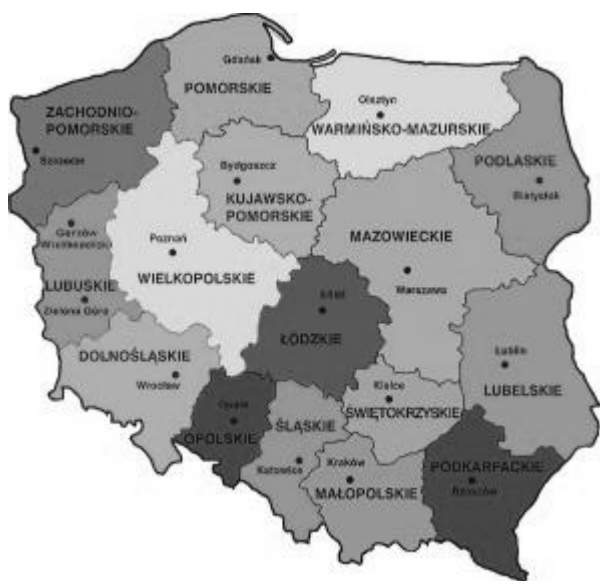 Gdańsk
POMORSKIE
ZACHODNIO-
POMORSKIE
Szczecin
Olsztyn
WARMIŃSKO-MAZURSKIE
PODLASKIE
Białystok
Bydgoszcz
KUJAWSKO-
POMORSKIE
Gorzów
Wielkopolski
LUBUSKIE
Zielona Góra
Poznań
WIELKOPOLSKIE
MAZOWIECKIE
Warszawa
Łódź
ŁÓDZKIE
DOLNOŚLĄSKIE
Wrocław
Lublin
LUBELSKIE
Opole
OPOLSKIE
ŚLĄSKIE
Katowice
Kielce
ŚWIĘTOKRZYSKIE
Kraków
MAŁOPOLSKIE
PODKARPACKIE
Rzeszów